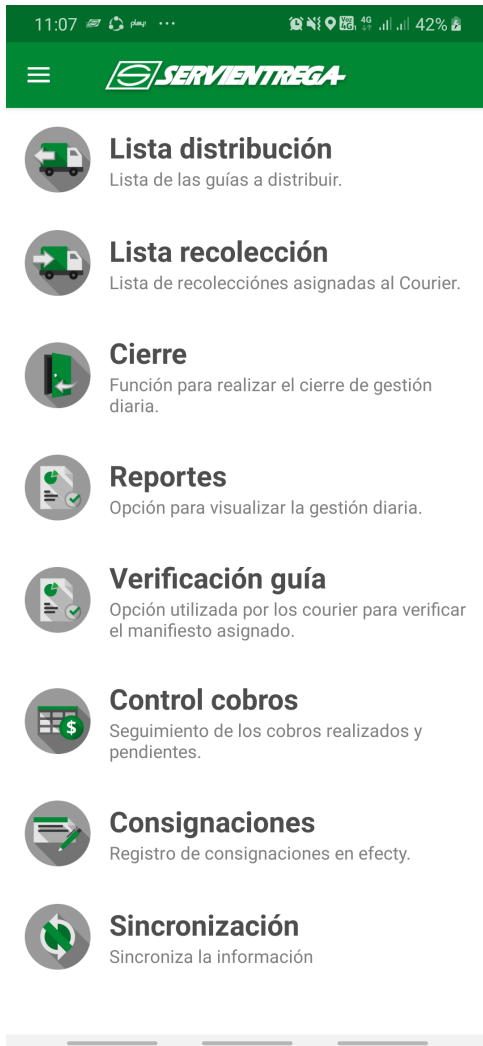 11:07 play! ... Vo) 4G 42%
SERVIENTREGA
Lista distribución
Lista de las guías a distribuir.
Lista recolección
Lista de recolecciónes asignadas al Courier.
Cierre
Función para realizar el cierre de gestión
diaria.
Reportes
Opción para visualizar la gestión diaria.
Verificación guía
Opción utilizada por los courier para verificar
el manifiesto asignado.
Control cobros
Seguimiento de los cobros realizados y
pendientes.
$
Consignaciones
Registro de consignaciones en efecty.
Sincronización
Sincroniza la información